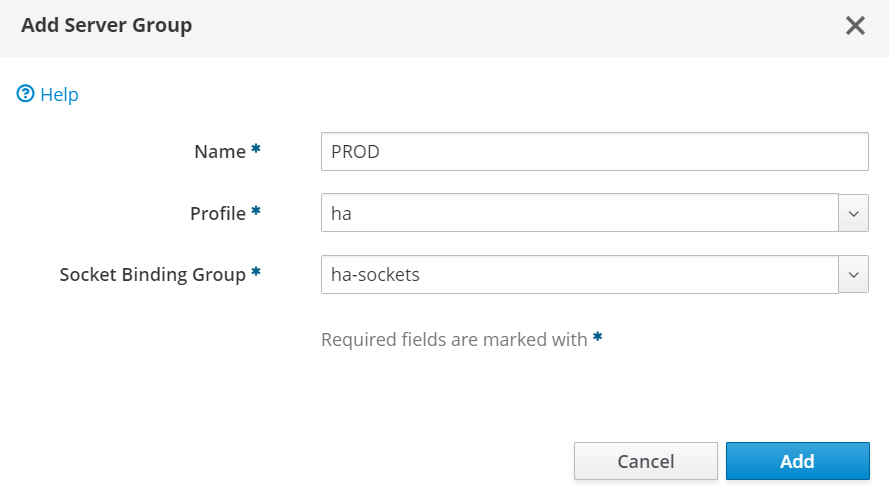 Add Server Group
Help
Name *
PROD
Profile *
ha
Socket Binding Group *
ha-sockets
Required fields are marked with *
Cancel
Add